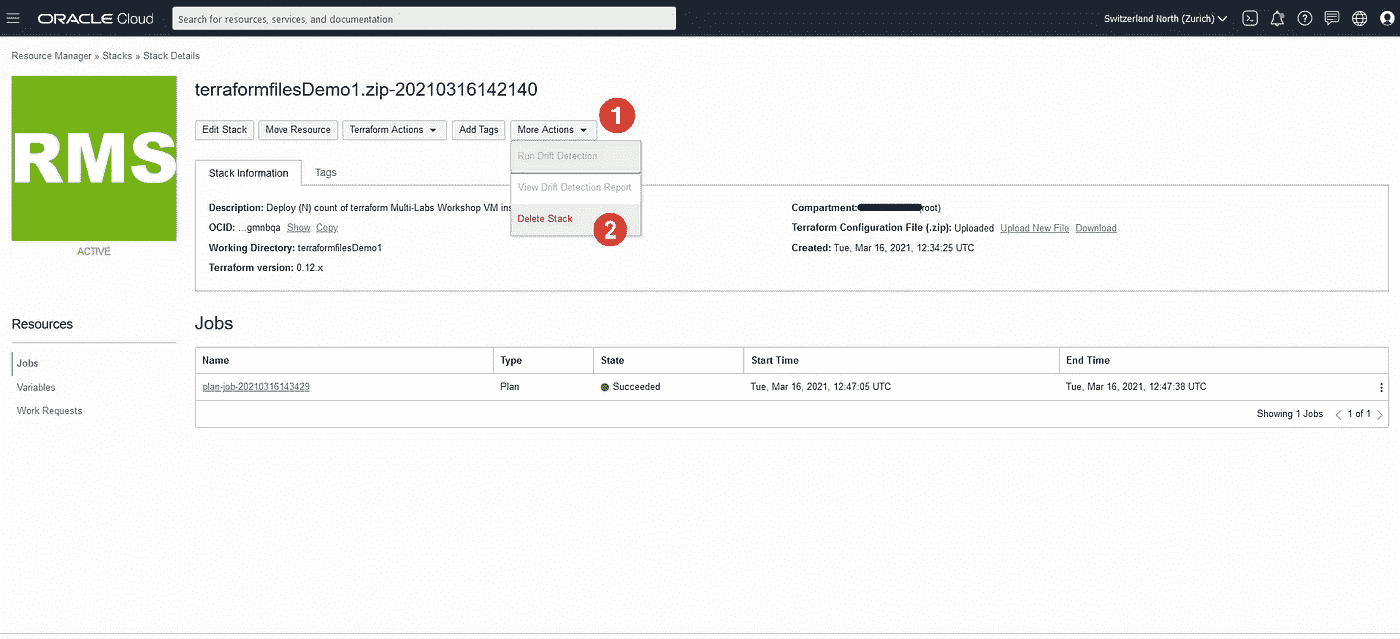 ORACLE Cloud
Search for resources, services, and documentation
Switzerland North (Zurich)
Resource Manager » Stacks » Stack Details
RMS
ACTIVE
terraformfilesDemo1.zip-20210316142140
Edit Stack Move Resource Terraform Actions Add Tags More Actions
1
Run Drift Detection
View Drift Detection Report
Delete Stack
2
Stack Information Tags
Description: Deploy (N) count of terraform Multi-Labs Workshop VM ins
OCID: ...gmnbqa Show Copy
Working Directory: terraformfilesDemo1
Terraform version: 0.12.x
Compartment: (root)
Terraform Configuration File (.zip): Uploaded Upload New File Download
Created: Tue, Mar 16, 2021, 12:34:25 UTC
Resources
Jobs
Variables
Work Requests
Jobs
Name Type State Start Time End Time
plan-job-20210316143429 Plan Succeeded Tue, Mar 16, 2021, 12:47:05 UTC Tue, Mar 16, 2021, 12:47:38 UTC
Showing 1 Jobs < 1 of 1 >